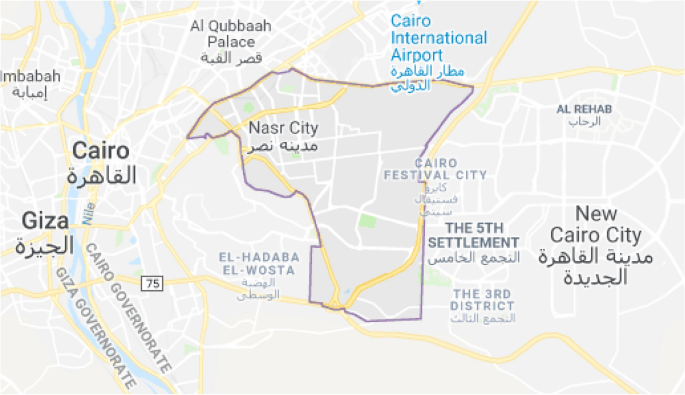 Al Qubbaah
Palace
قصر القبة
Cairo
International
Airport
مطار القاهرة
الدولي
Imbabah
إمبابة
AL REHAB
الرحاب
Nasr City
مدينه نصر
Cairo
القاهرة
CAIRO
FESTIVAL CITY
كايرو
فستيفال
سيتي
Giza
الجيزة
Nile
New
Cairo City
مدينة القاهرة
الجديدة
THE 5TH
SETTLEMENT
التجمع الخامس
EL-HADABA
EL-WOSTA
الهضبة
الوسطى
75
THE 3RD
DISTRICT
التجمع الثالث
CAIRO GOVERNORATE
GIZA GOVERNORATE